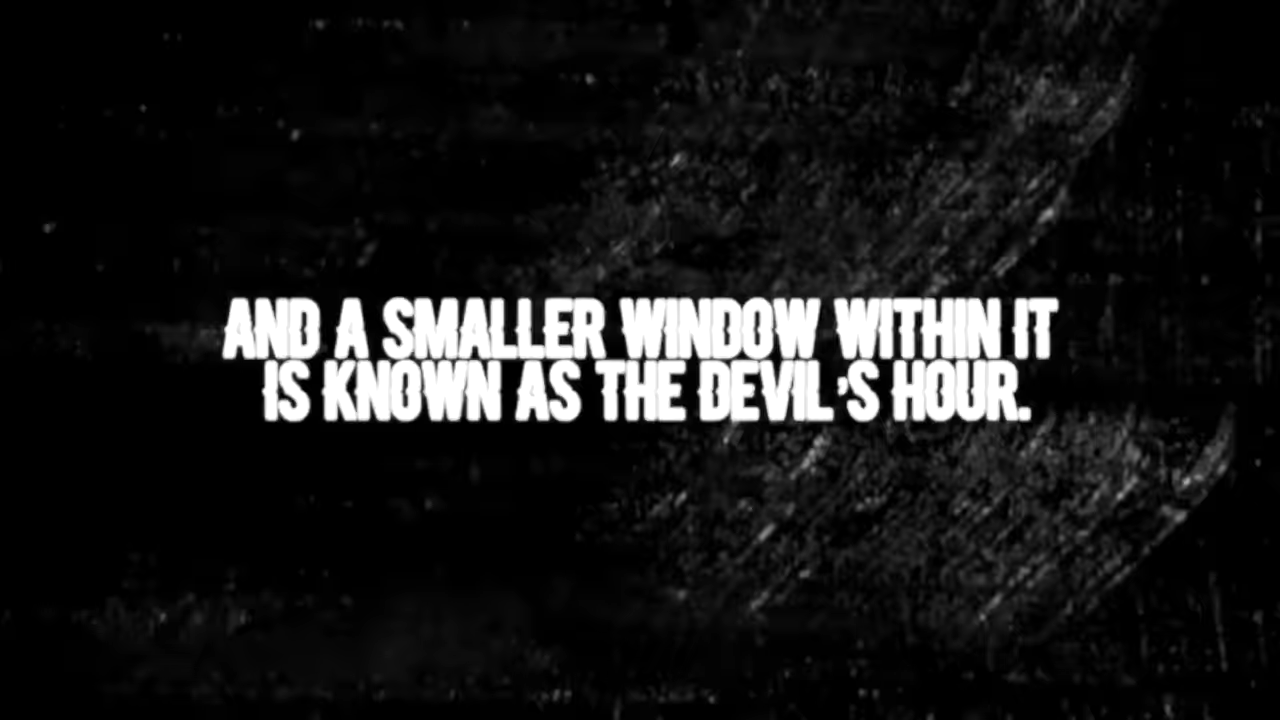 AND A SMALLER WINDOW WITHIN IT
IS KNOWN AS THE DEVIL'S HOUR.